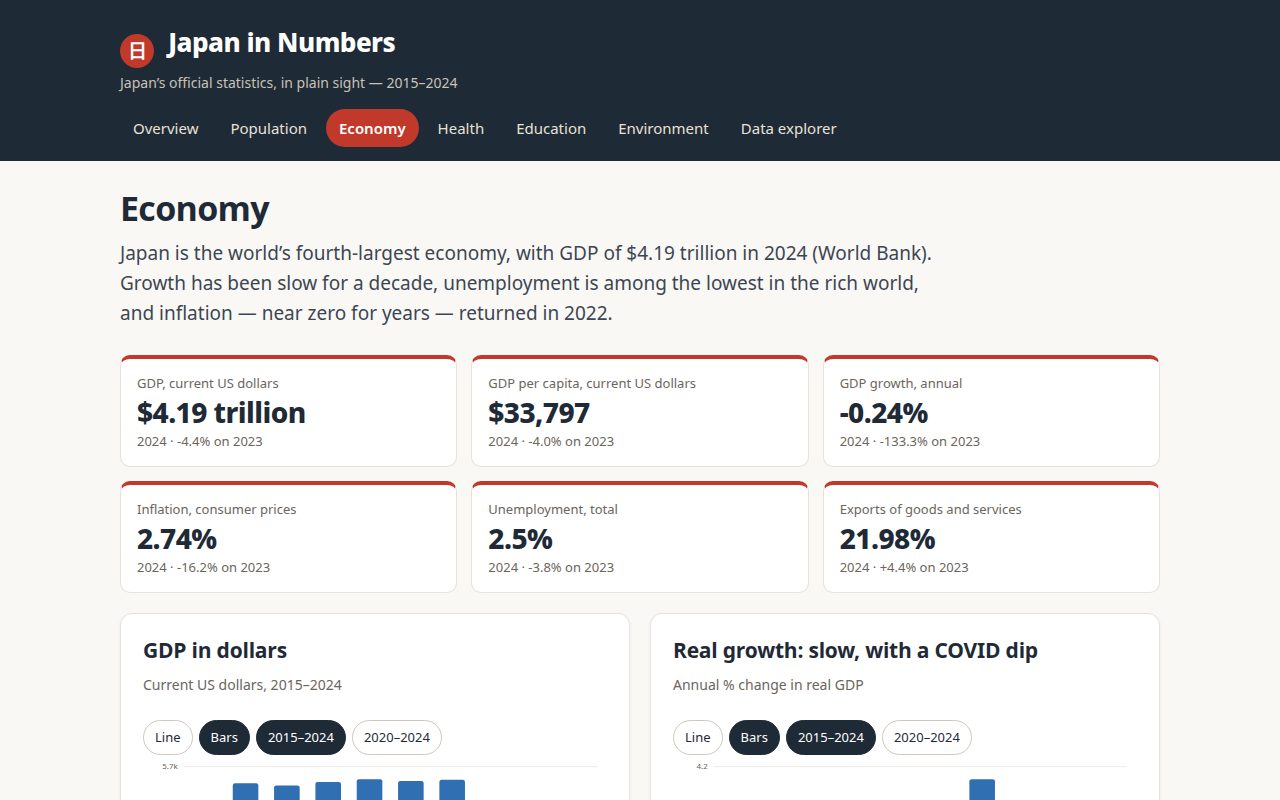 日 Japan in Numbers
Japan's official statistics, in plain sight — 2015–2024
Overview Population Economy Health Education Environment Data explorer
Economy
Japan is the world's fourth-largest economy, with GDP of $4.19 trillion in 2024 (World Bank).
Growth has been slow for a decade, unemployment is among the lowest in the rich world,
and inflation — near zero for years — returned in 2022.
GDP, current US dollars
$4.19 trillion
2024 · -4.4% on 2023
GDP per capita, current US dollars
$33,797
2024 · -4.0% on 2023
GDP growth, annual
-0.24%
2024 · -133.3% on 2023
Inflation, consumer prices
2.74%
2024 · -16.2% on 2023
Unemployment, total
2.5%
2024 · -3.8% on 2023
Exports of goods and services
21.98%
2024 · +4.4% on 2023
GDP in dollars
Current US dollars, 2015–2024
Line Bars 2015–2024 2020–2024
5.7k
Real growth: slow, with a COVID dip
Annual % change in real GDP
Line Bars 2015–2024 2020–2024
4.2